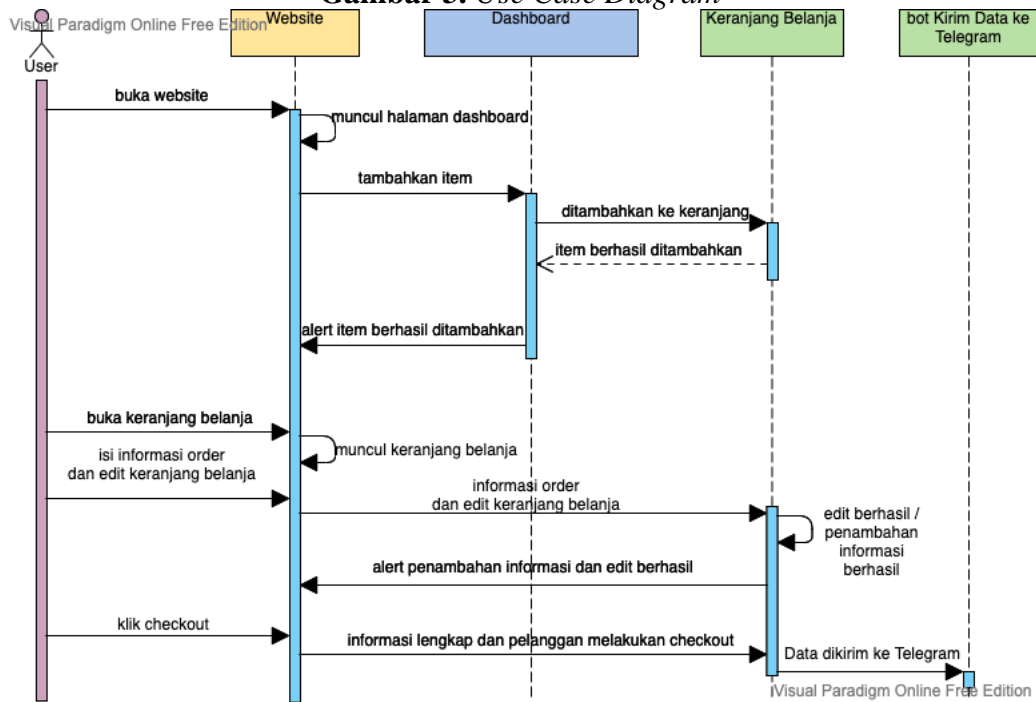 Gambar 3. Use Case Diagram
Visual Paradigm Online Free Edition
User
Website
Dashboard
Keranjang Belanja
bot Kirim Data ke
Telegram
buka website
muncul halaman dashboard
tambahkan item
ditambahkan ke keranjang
item berhasil ditambahkan
alert item berhasil ditambahkan
buka keranjang belanja
muncul keranjang belanja
isi informasi order
dan edit keranjang belanja
informasi order
dan edit keranjang belanja
edit berhasil /
penambahan
informasi
berhasil
alert penambahan informasi dan edit berhasil
klik checkout
informasi lengkap dan pelanggan melakukan checkout
Data dikirim ke Telegram
Visual Paradigm Online Free Edition